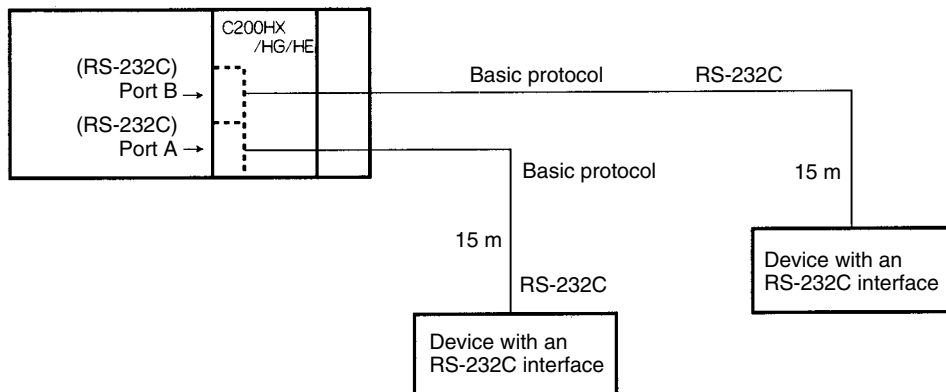 C200HX
/HG/HE
(RS-232C)
Port B
(RS-232C)
Port A
Basic protocol
RS-232C
Basic protocol
15 m
15 m
RS-232C
Device with an
RS-232C interface
Device with an
RS-232C interface